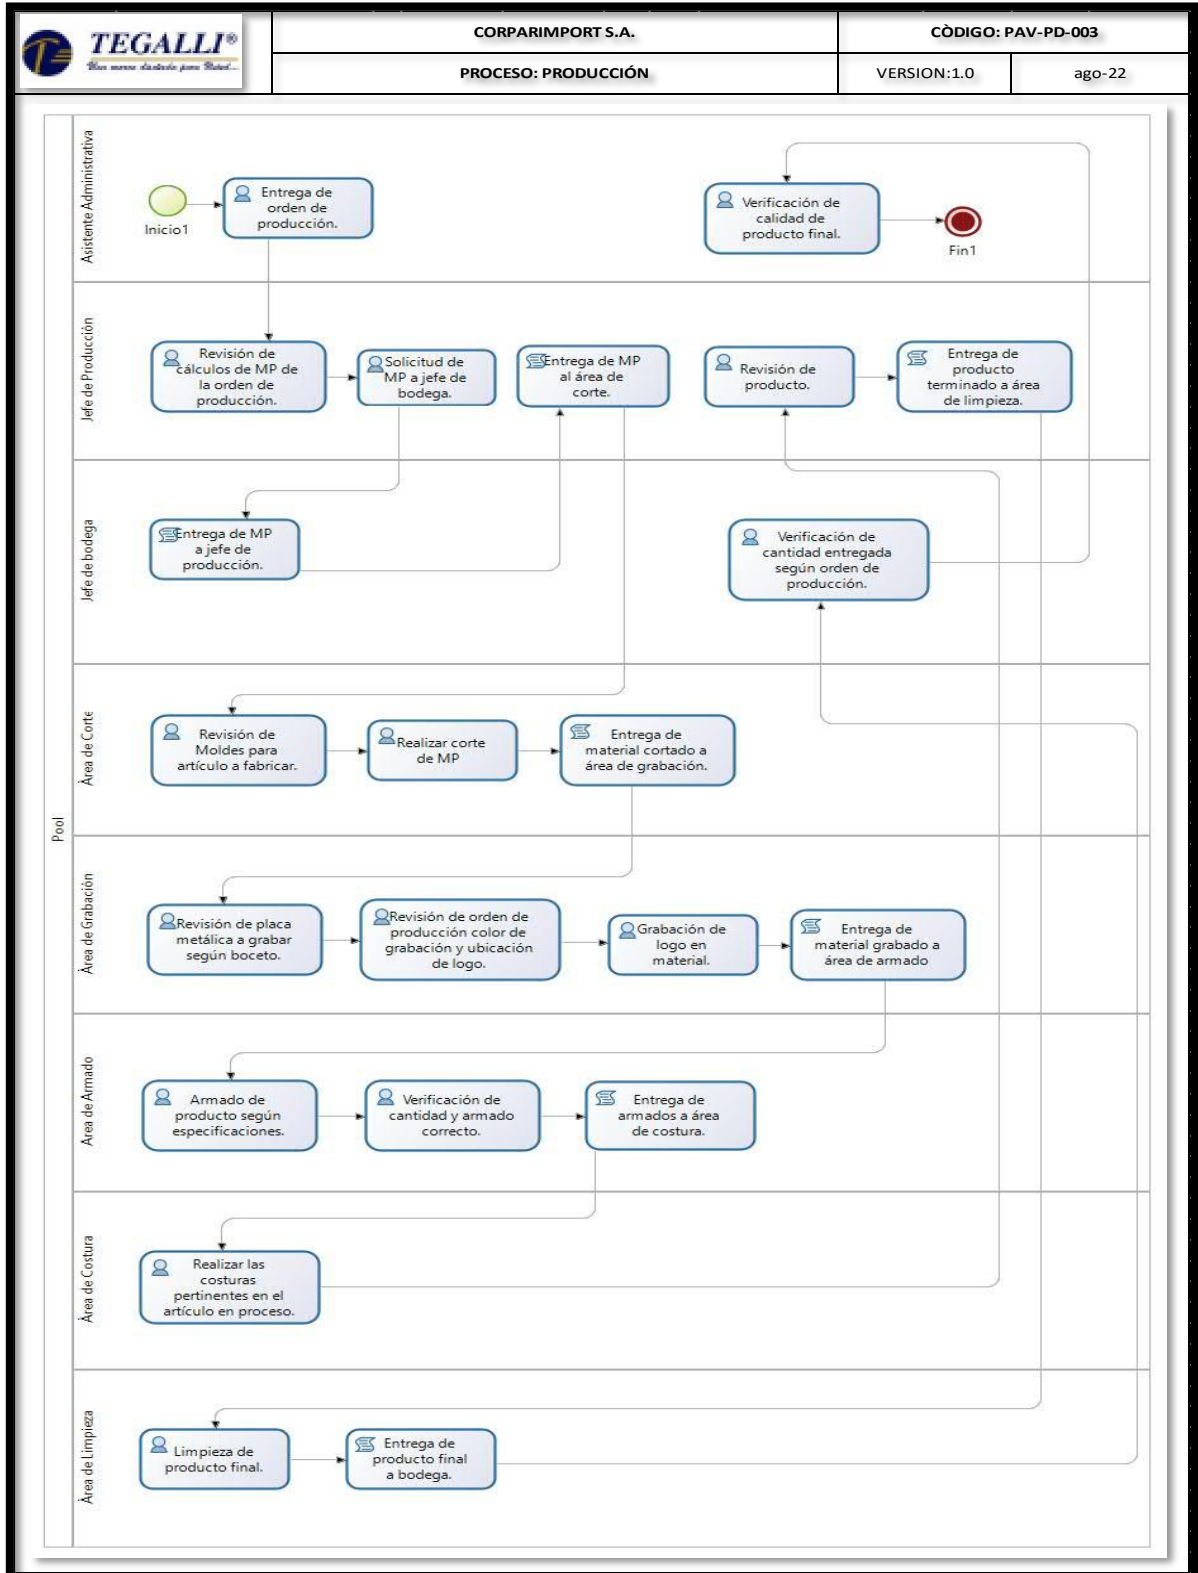 TEGALLI®
CORPARIMPORT S.A.
CÒDIGO: PAV-PD-003
PROCESO: PRODUCCIÓN
VERSION:1.0
ago-22
Pool
Asistente Administrativa
Inicio1
Entrega de
orden de
producción.
Verificación de
calidad de
producto final.
Fin1
Jefe de Producción
Revisión de
cálculos de MP de
la orden de
producción.
Solicitud de
MP a jefe de
bodega.
Entrega de MP
al área de
corte.
Revisión de
producto.
Entrega de
producto
terminado a área
de limpieza.
Jefe de bodega
Entrega de MP
a jefe de
producción.
Verificación de
cantidad entregada
según orden de
producción.
Àrea de Corte
Revisión de
Moldes para
artículo a fabricar.
Realizar corte
de MP
Entrega de
material cortado a
área de grabación.
Àrea de Grabación
Revisión de placa
metálica a grabar
según boceto.
Revisión de orden de
producción color de
grabación y ubicación
de logo.
Grabación de
logo en
material.
Entrega de
material grabado a
área de armado
Àrea de Armado
Armado de
producto según
especificaciones.
Verificación de
cantidad y armado
correcto.
Entrega de
armados a área
de costura.
Àrea de Costura
Realizar las
costuras
pertinentes en el
artículo en proceso.
Àrea de Limpieza
Limpieza de
producto final.
Entrega de
producto final
a bodega.